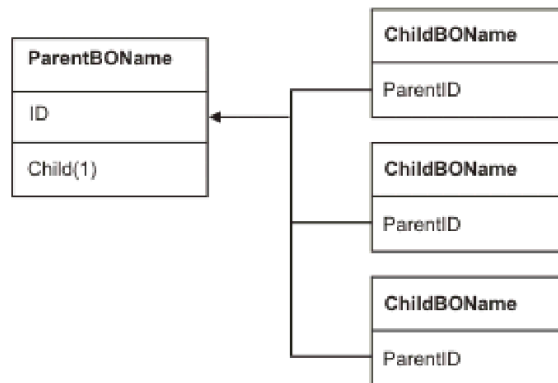 ParentBOName
ID
Child(1)
ChildBOName
ParentID
ChildBOName
ParentID
ChildBOName
ParentID